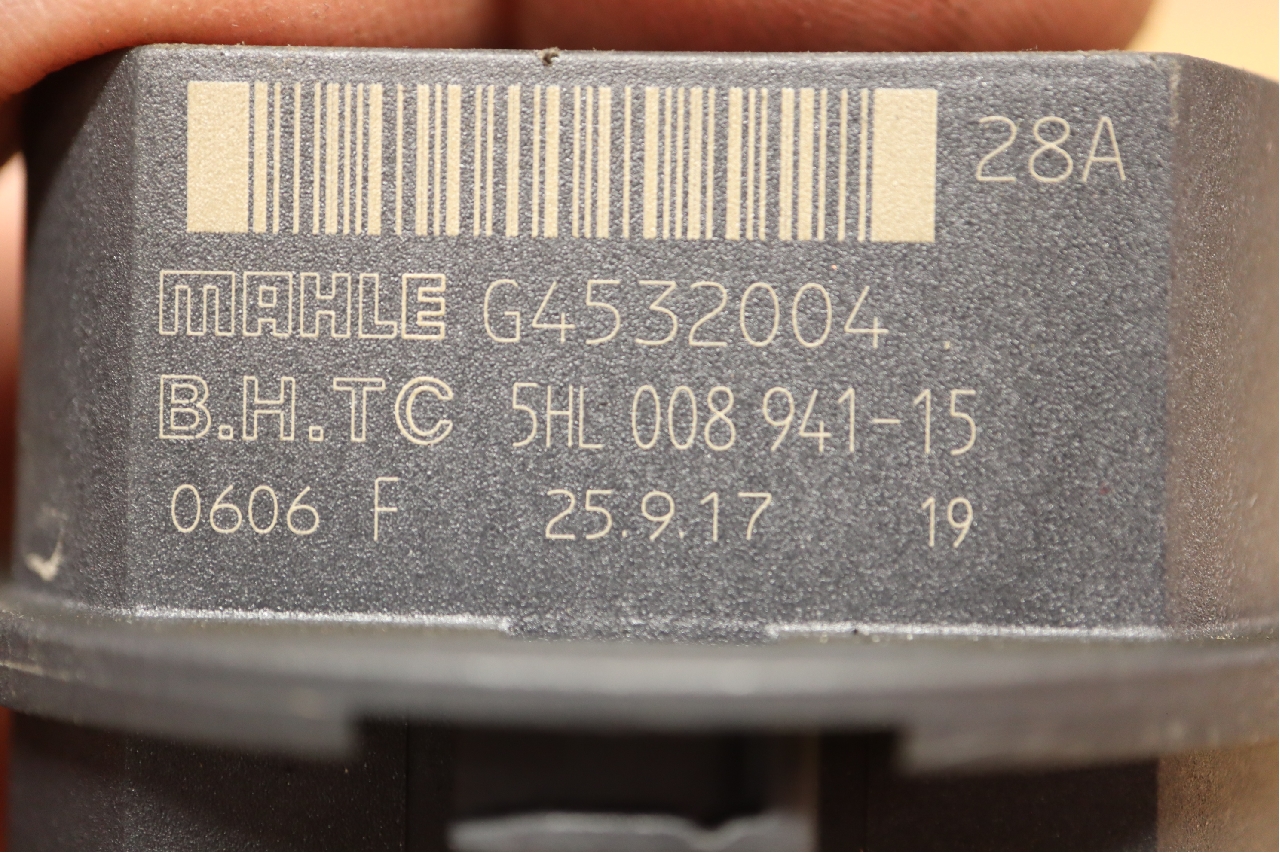 28A
MAHLE G4532004
B.H.TC 5HL 008 941-15
0606 F 25.9.17 19